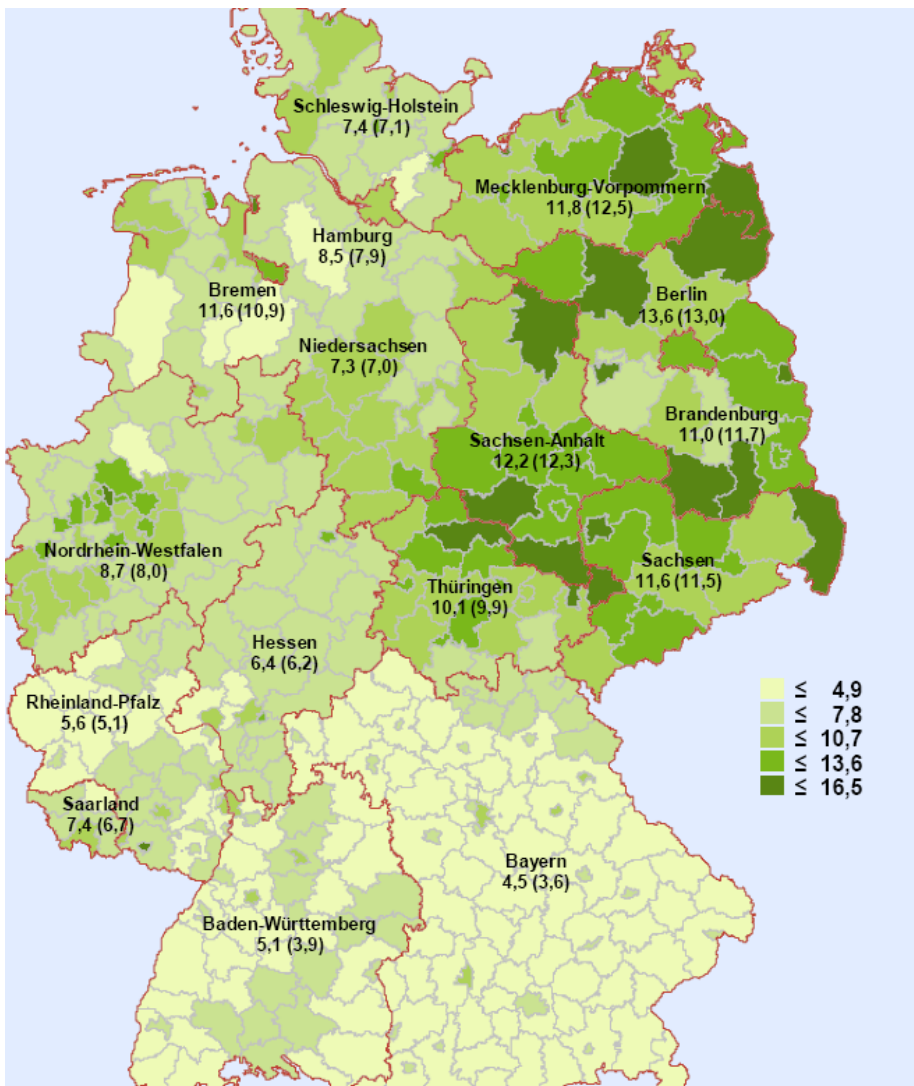 Schleswig-Holstein
7,4 (7,1)
Mecklenburg-Vorpommern
11,8 (12,5)
Hamburg
8,5 (7,9)
Bremen
11,6 (10,9)
Berlin
13,6 (13,0)
Niedersachsen
7,3 (7,0)
Brandenburg
11,0 (11,7)
Sachsen-Anhalt
12,2 (12,3)
Nordrhein-Westfalen
8,7 (8,0)
Sachsen
11,6 (11,5)
Thüringen
10,1 (9,9)
Hessen
6,4 (6,2)
Rheinland-Pfalz
5,6 (5,1)
Saarland
7,4 (6,7)
Bayern
4,5 (3,6)
Baden-Württemberg
5,1 (3,9)
≤ 4,9
≤ 7,8
≤ 10,7
≤ 13,6
≤ 16,5